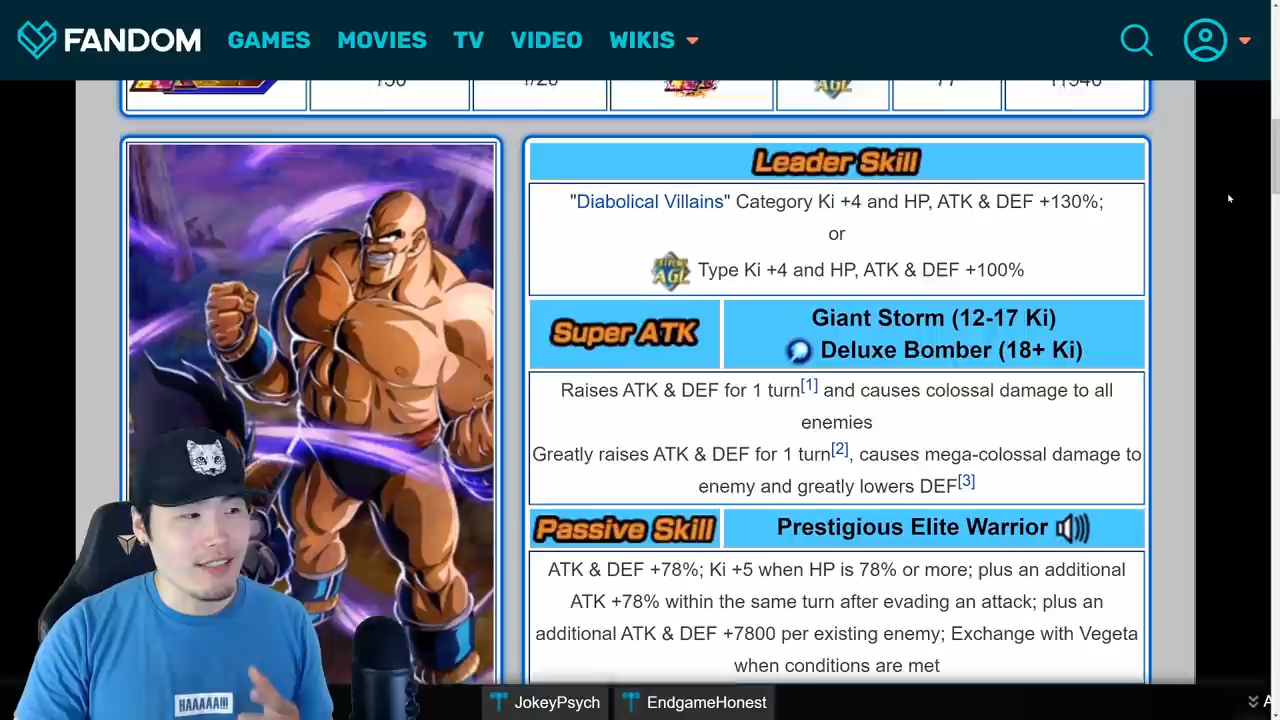 FANDOM GAMES MOVIES TV VIDEO WIKIS
Leader Skill
"Diabolical Villains" Category Ki +4 and HP, ATK & DEF +130%;
or
EXTREME AGL Type Ki +4 and HP, ATK & DEF +100%
Super ATK
Giant Storm (12-17 Ki)
Deluxe Bomber (18+ Ki)
Raises ATK & DEF for 1 turn[1] and causes colossal damage to all
enemies
Greatly raises ATK & DEF for 1 turn[2], causes mega-colossal damage to
enemy and greatly lowers DEF[3]
Passive Skill
Prestigious Elite Warrior
ATK & DEF +78%; Ki +5 when HP is 78% or more; plus an additional
ATK +78% within the same turn after evading an attack; plus an
additional ATK & DEF +7800 per existing enemy; Exchange with Vegeta
when conditions are met
HAAAAA!!!
JokeyPsych EndgameHonest